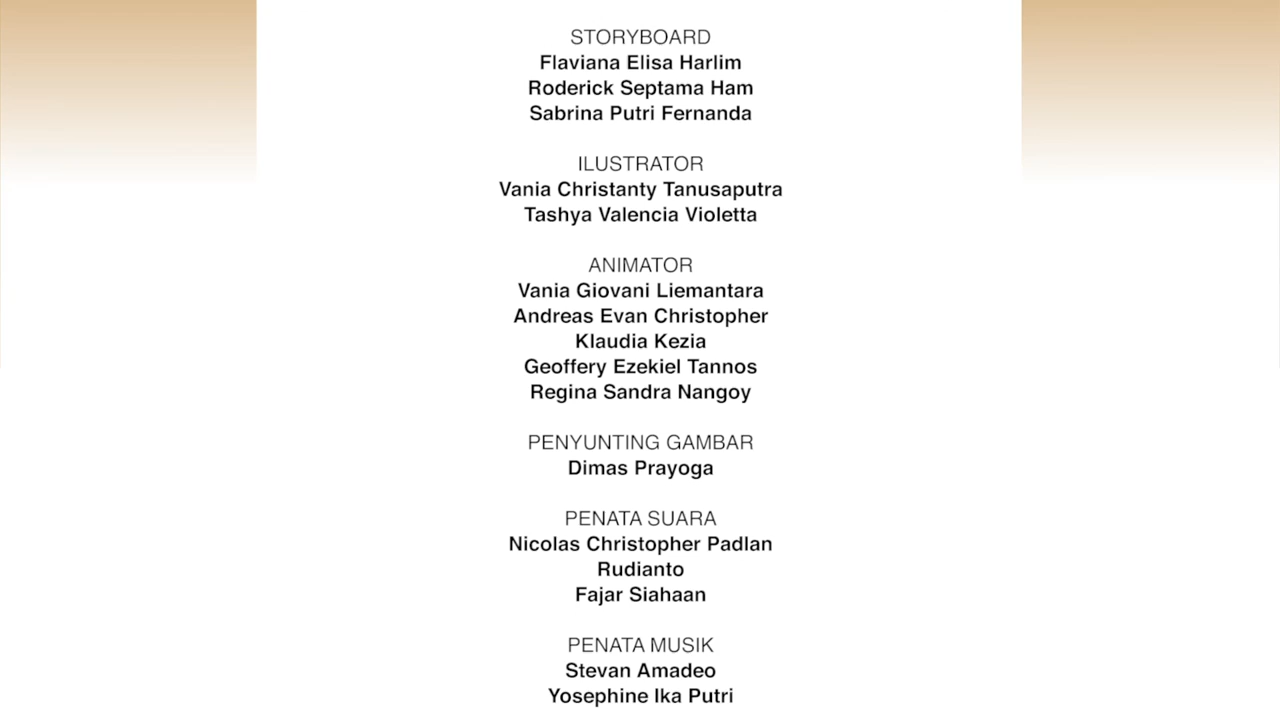 STORYBOARD
Flaviana Elisa Harlim
Roderick Septama Ham
Sabrina Putri Fernanda
ILUSTRATOR
Vania Christanty Tanusaputra
Tashya Valencia Violetta
ANIMATOR
Vania Giovani Liemantara
Andreas Evan Christopher
Klaudia Kezia
Geoffery Ezekiel Tannos
Regina Sandra Nangoy
PENYUNTING GAMBAR
Dimas Prayoga
PENATA SUARA
Nicolas Christopher Padlan
Rudianto
Fajar Siahaan
PENATA MUSIK
Stevan Amadeo
Yosephine Ika Putri